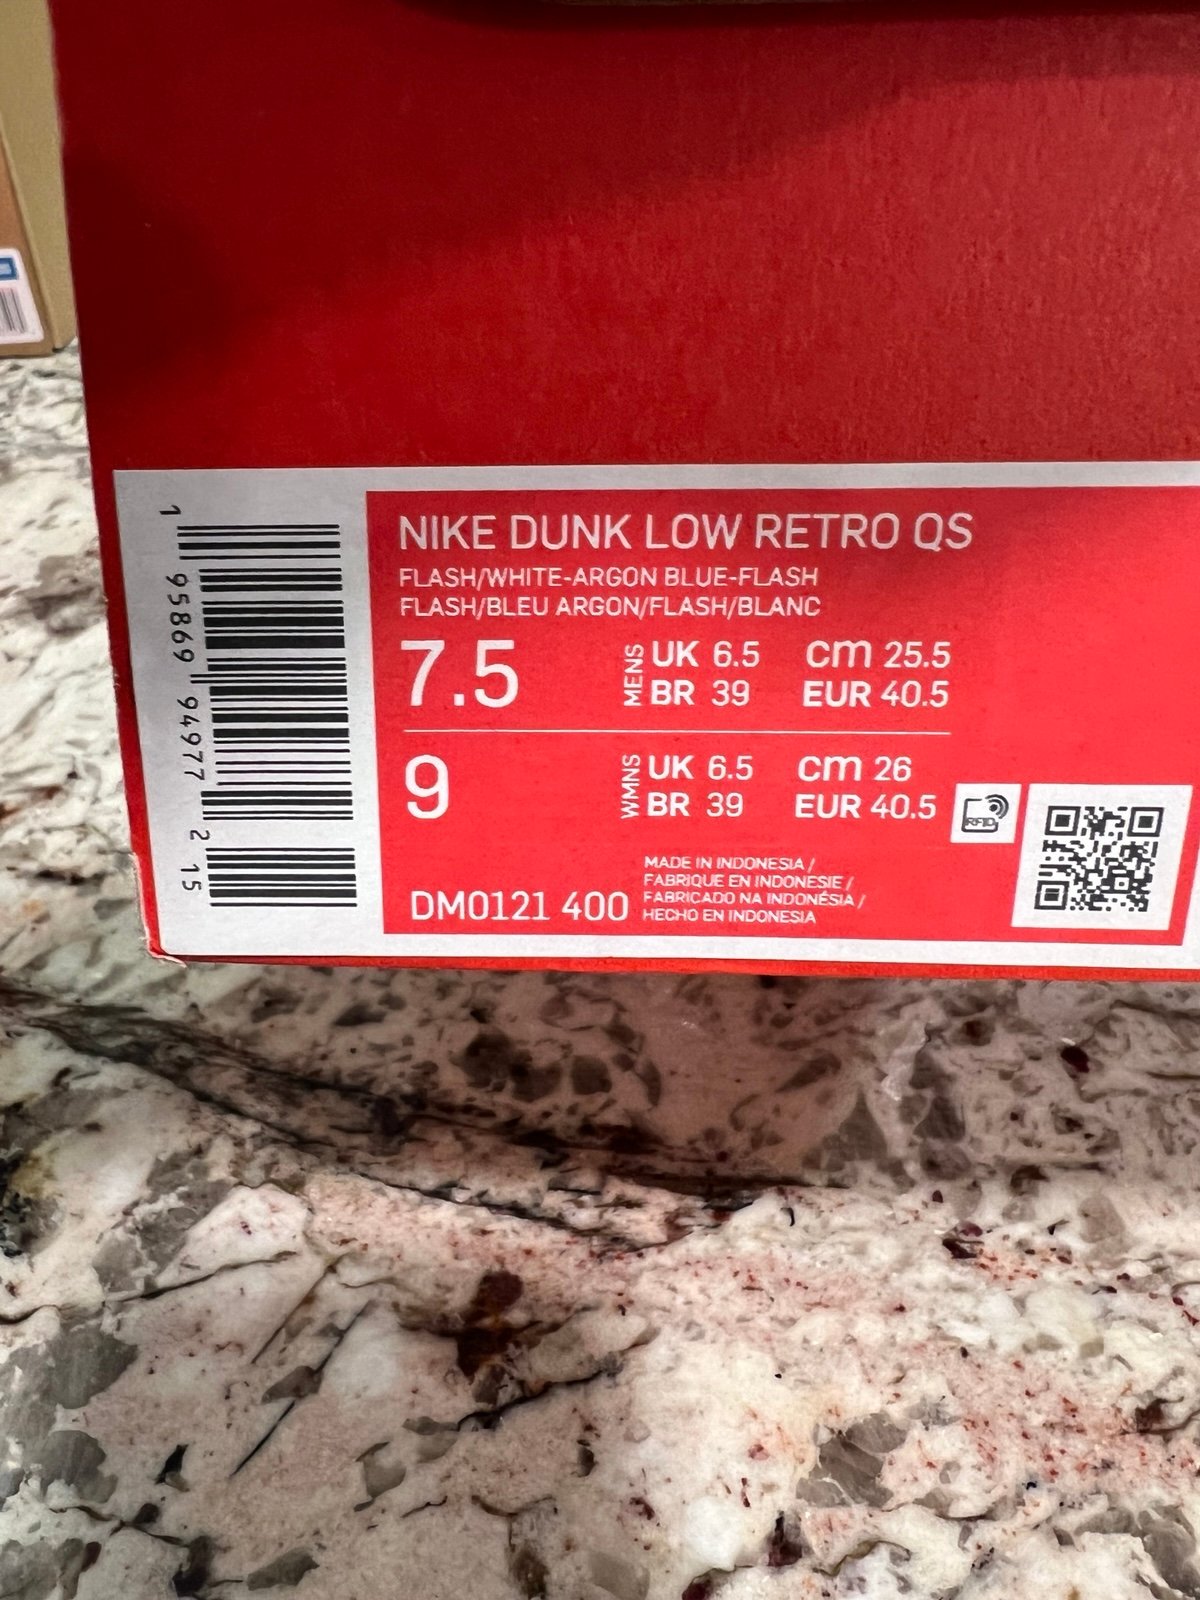 NIKE DUNK LOW RETRO QS
FLASH/WHITE-ARGON BLUE-FLASH
FLASH/BLEU ARGON/FLASH/BLANC
7.5 MENS UK 6.5 CM 25.5
BR 39 EUR 40.5
9 WMNS UK 6.5 CM 26
BR 39 EUR 40.5
RFID
DM0121 400
MADE IN INDONESIA /
FABRIQUE EN INDONESIE /
FABRICADO NA INDONÉSIA /
HECHO EN INDONESIA
1 95869 94977 2 15